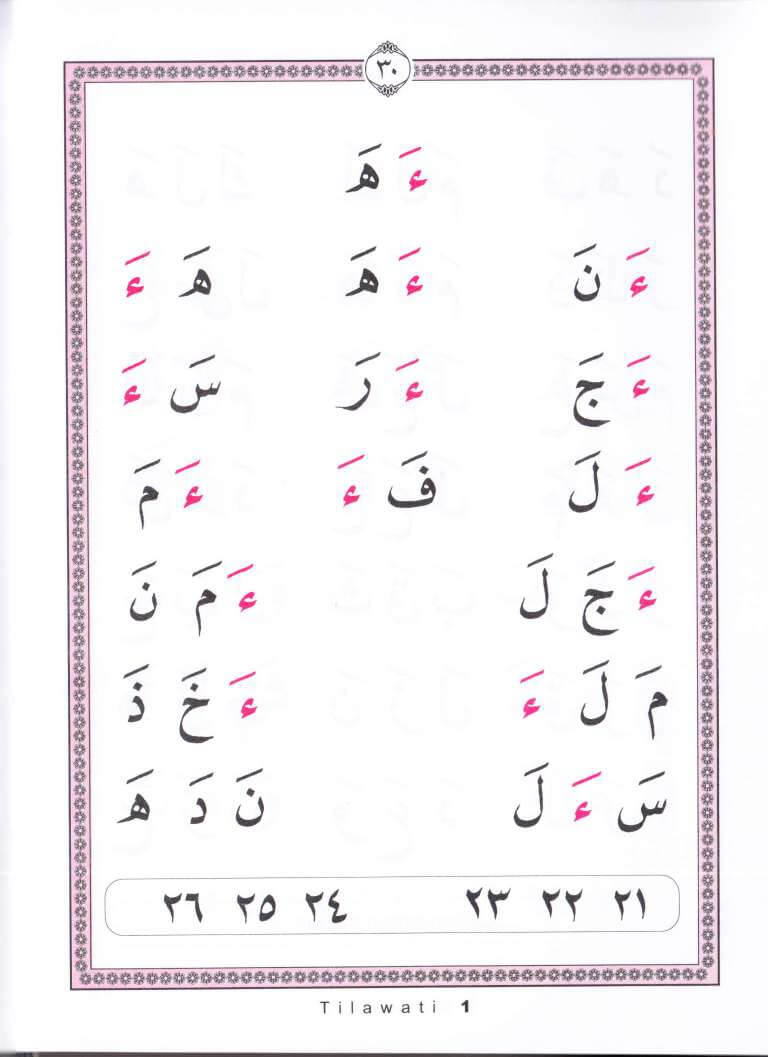 ٣٠
ءَ هَ
ءَ نَ ءَ هَ هَ ءَ
ءَ جَ ءَ رَ سَ ءَ
ءَ لَ فَ ءَ ءَ مَ
ءَ جَ لَ ءَ مَ نَ
مَ لَ ءَ ءَ خَ ذَ
سَ ءَ لَ نَ دَ هَ
٢١ ٢٢ ٢٣ ٢٤ ٢٥ ٢٦
Tilawati 1